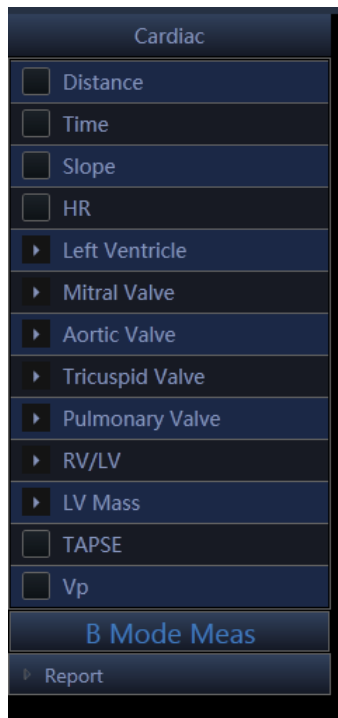 Cardiac
Distance
Time
Slope
HR
Left Ventricle
Mitral Valve
Aortic Valve
Tricuspid Valve
Pulmonary Valve
RV/LV
LV Mass
TAPSE
Vp
B Mode Meas
Report